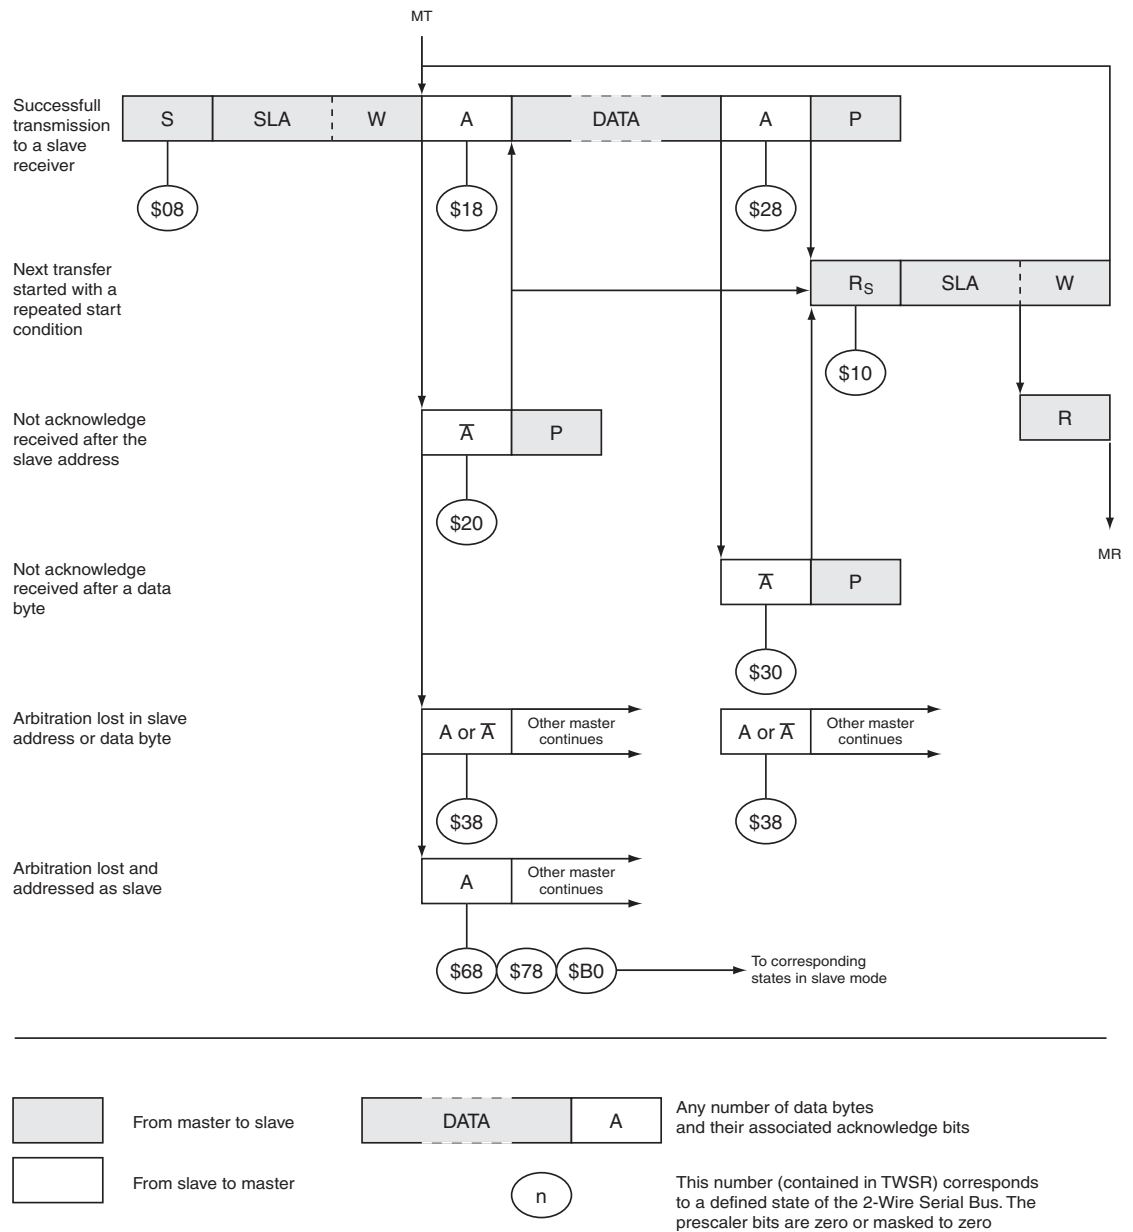 MT
Successfull
transmission
to a slave
receiver
S SLA W A DATA A P
$08 $18 $28
Next transfer
started with a
repeated start
condition
RS SLA W
$10
Not acknowledge
received after the
slave address
A̅ P
R
$20
MR
Not acknowledge
received after a data
byte
A̅ P
$30
Arbitration lost in slave
address or data byte
A or A̅
Other master
continues
A or A̅
Other master
continues
$38 $38
Arbitration lost and
addressed as slave
A
Other master
continues
$68 $78 $B0
To corresponding
states in slave mode
From master to slave
DATA A
Any number of data bytes
and their associated acknowledge bits
From slave to master
n
This number (contained in TWSR) corresponds
to a defined state of the 2-Wire Serial Bus. The
prescaler bits are zero or masked to zero